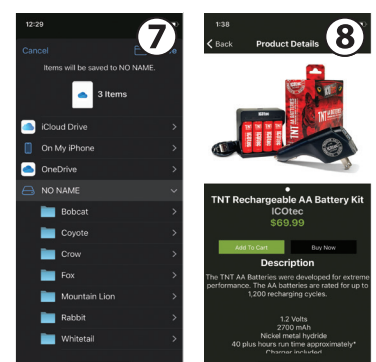 12:29
7
Cancel
Items will be saved to NO NAME.
3 Items
iCloud Drive
On My iPhone
OneDrive
NO NAME
Bobcat
Coyote
Crow
Fox
Mountain Lion
Rabbit
Whitetail
1:38
8
Back
Product Details
TNT Rechargeable AA Battery Kit
ICOtec
$69.99
Add To Cart
Buy Now
Description
The TNT AA Batteries were developed for extreme
performance. The AA batteries are rated for up to
1,200 recharging cycles.
1.2 Volts
2700 mAh
Nickel metal hydride
40 plus hours run time approximately*
Charger included